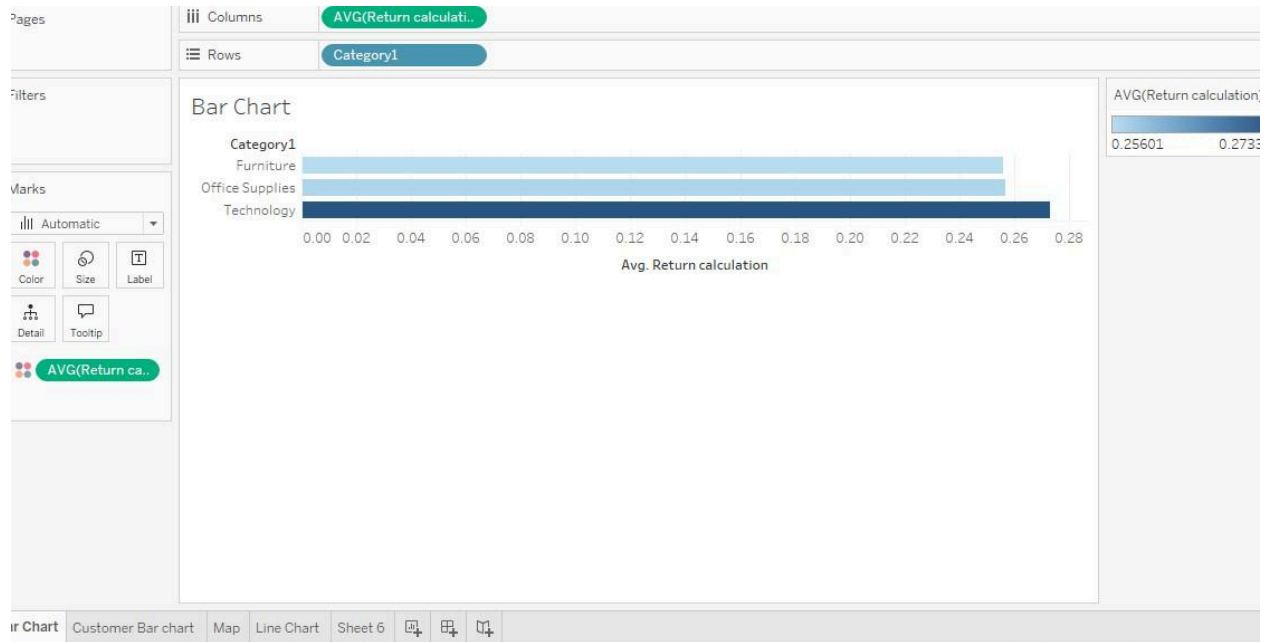 Pages
iii Columns
AVG(Return calculati..
Rows
Category1
Filters
Bar Chart
AVG(Return calculation)
0.25601 0.2733
Category1
Furniture
Office Supplies
Technology
0.00 0.02 0.04 0.06 0.08 0.10 0.12 0.14 0.16 0.18 0.20 0.22 0.24 0.26 0.28
Avg. Return calculation
Marks
Automatic
Color Size Label
Detail Tooltip
AVG(Return ca..
ar Chart Customer Bar chart Map Line Chart Sheet 6